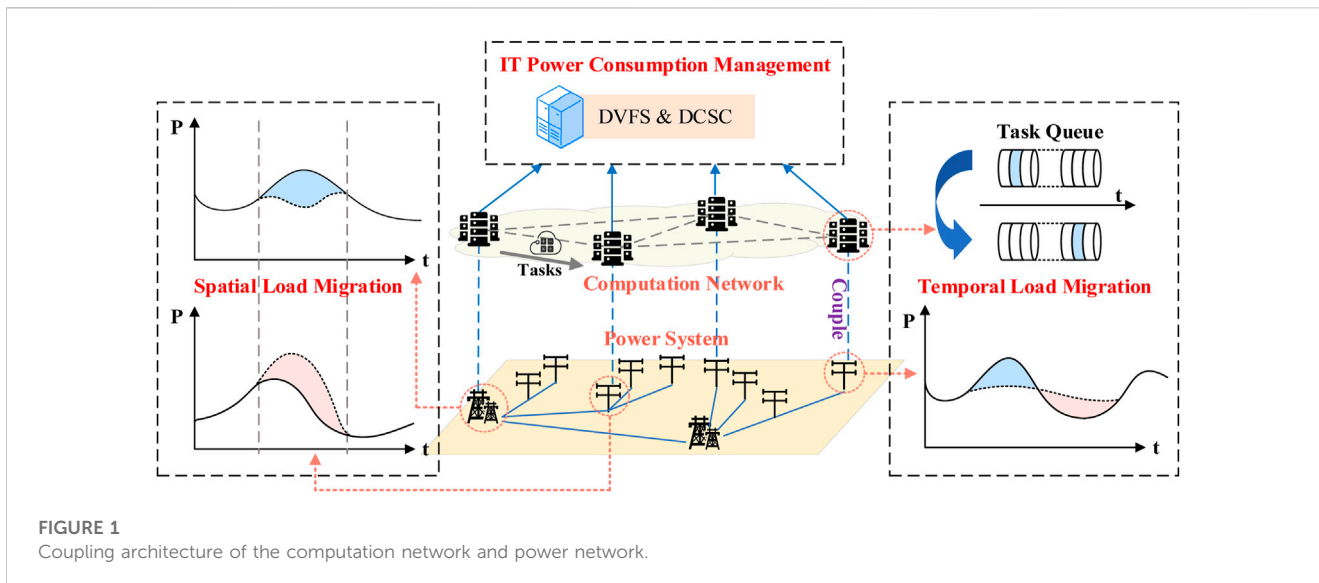 IT Power Consumption Management
DVFS & DCSC
P
t
Spatial Load Migration
P
t
Tasks
Computation Network
Couple
Power System
Task Queue
t
Temporal Load Migration
P
t
FIGURE 1
Coupling architecture of the computation network and power network.